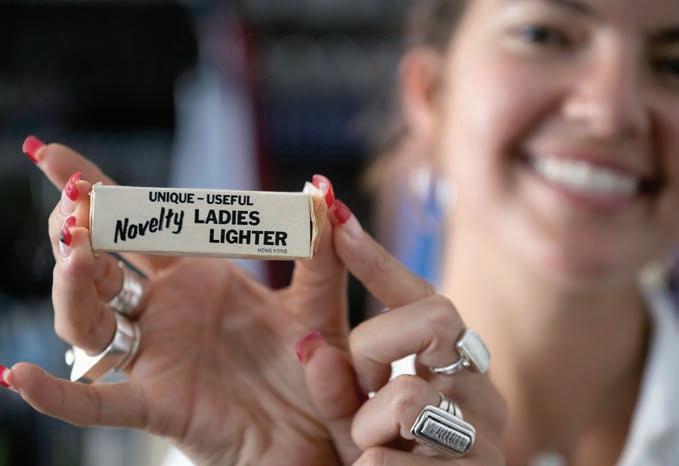 UNIQUE – USEFUL
Novelty LADIES
LIGHTER
HONG KONG